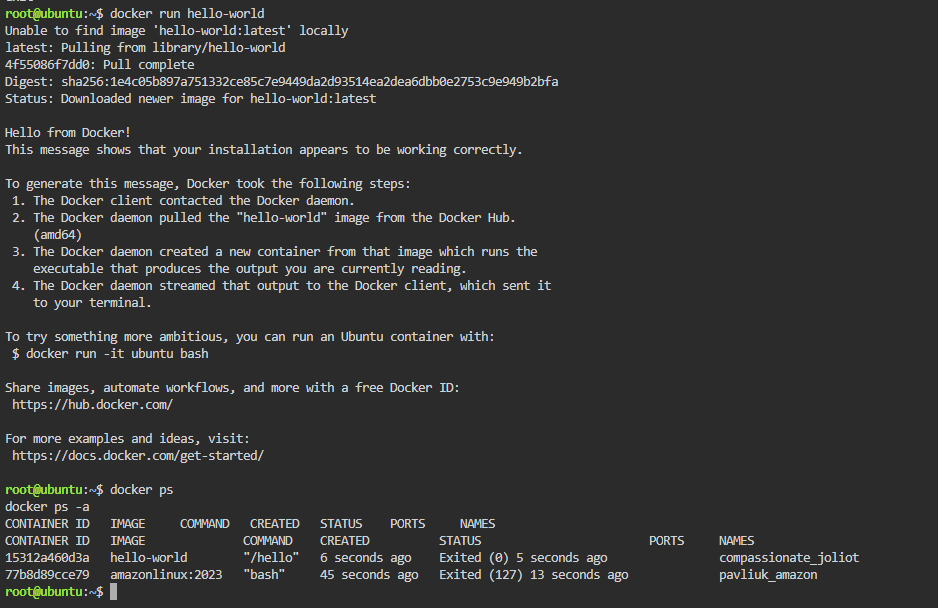 root@ubuntu:~$ docker run hello-world
Unable to find image 'hello-world:latest' locally
latest: Pulling from library/hello-world
4f55086f7dd0: Pull complete
Digest: sha256:1e4c05b897a751332ce85c7e9449da2d93514ea2dea6dbb0e2753c9e949b2bfa
Status: Downloaded newer image for hello-world:latest

Hello from Docker!
This message shows that your installation appears to be working correctly.

To generate this message, Docker took the following steps:
 1. The Docker client contacted the Docker daemon.
 2. The Docker daemon pulled the "hello-world" image from the Docker Hub.
    (amd64)
 3. The Docker daemon created a new container from that image which runs the
    executable that produces the output you are currently reading.
 4. The Docker daemon streamed that output to the Docker client, which sent it
    to your terminal.

To try something more ambitious, you can run an Ubuntu container with:
 $ docker run -it ubuntu bash

Share images, automate workflows, and more with a free Docker ID:
 https://hub.docker.com/

For more examples and ideas, visit:
 https://docs.docker.com/get-started/

root@ubuntu:~$ docker ps
docker ps -a
CONTAINER ID   IMAGE     COMMAND   CREATED   STATUS    PORTS     NAMES
CONTAINER ID   IMAGE              COMMAND    CREATED          STATUS                        PORTS     NAMES
15312a460d3a   hello-world        "/hello"   6 seconds ago    Exited (0) 5 seconds ago                compassionate_joliot
77b8d89cce79   amazonlinux:2023   "bash"     45 seconds ago   Exited (127) 13 seconds ago             pavliuk_amazon
root@ubuntu:~$